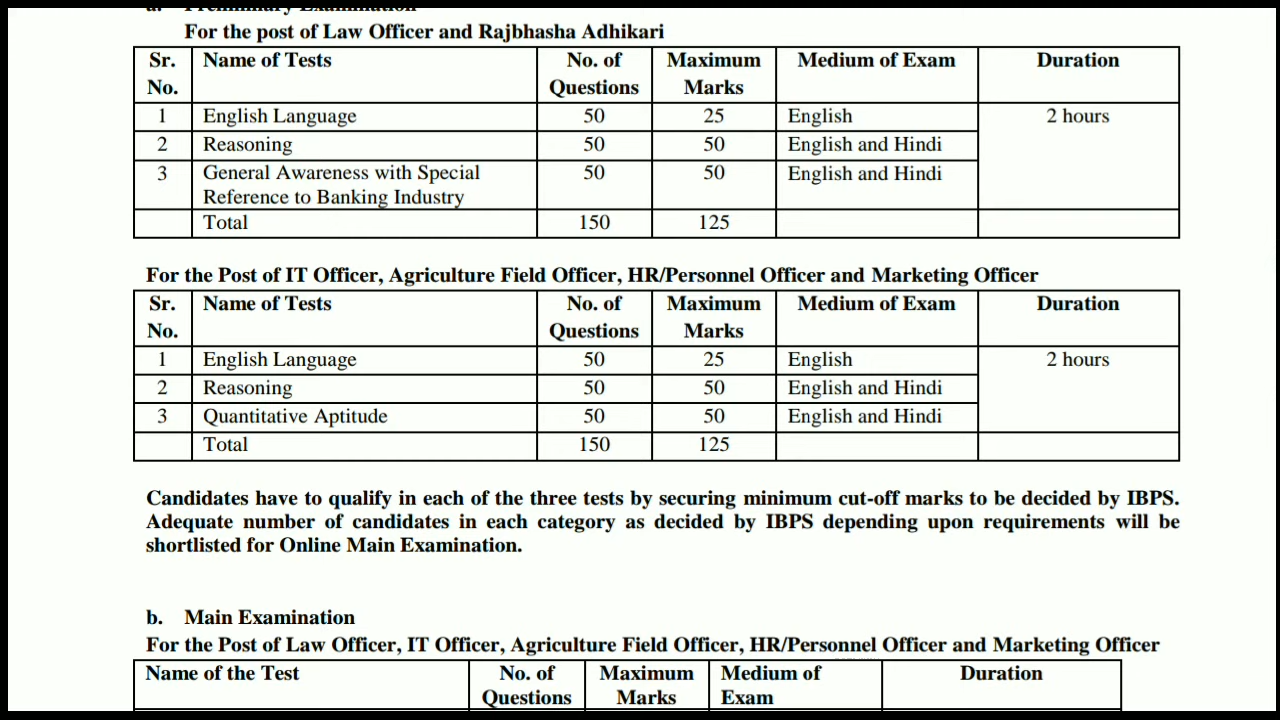 a. Preliminary Examination
For the post of Law Officer and Rajbhasha Adhikari
Sr. No. Name of Tests No. of Questions Maximum Marks Medium of Exam Duration
1 English Language 50 25 English 2 hours
2 Reasoning 50 50 English and Hindi
3 General Awareness with Special Reference to Banking Industry 50 50 English and Hindi
Total 150 125
For the Post of IT Officer, Agriculture Field Officer, HR/Personnel Officer and Marketing Officer
Sr. No. Name of Tests No. of Questions Maximum Marks Medium of Exam Duration
1 English Language 50 25 English 2 hours
2 Reasoning 50 50 English and Hindi
3 Quantitative Aptitude 50 50 English and Hindi
Total 150 125
Candidates have to qualify in each of the three tests by securing minimum cut-off marks to be decided by IBPS.
Adequate number of candidates in each category as decided by IBPS depending upon requirements will be
shortlisted for Online Main Examination.
b. Main Examination
For the Post of Law Officer, IT Officer, Agriculture Field Officer, HR/Personnel Officer and Marketing Officer
Name of the Test No. of Questions Maximum Marks Medium of Exam Duration